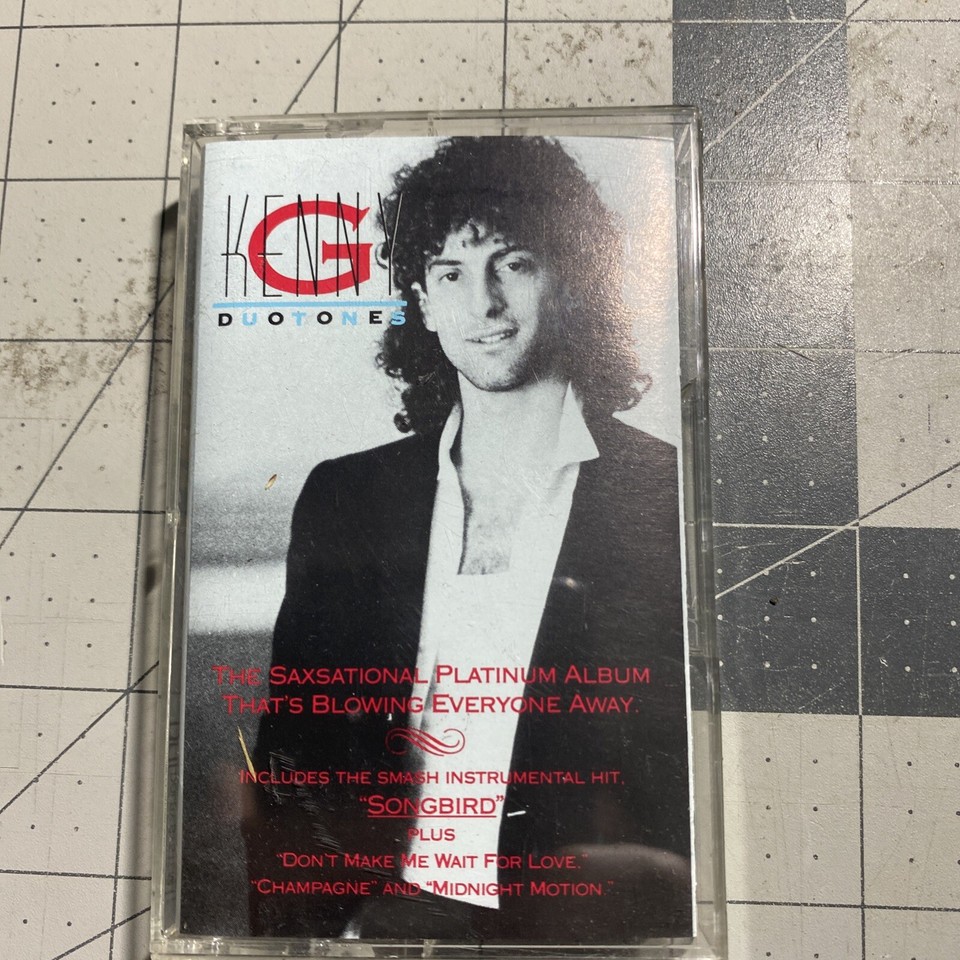 KENNY G
DUOTONES
THE SAXSATIONAL PLATINUM ALBUM
THAT'S BLOWING EVERYONE AWAY.
INCLUDES THE SMASH INSTRUMENTAL HIT,
"SONGBIRD"
PLUS
"DON'T MAKE ME WAIT FOR LOVE,"
"CHAMPAGNE" AND "MIDNIGHT MOTION."